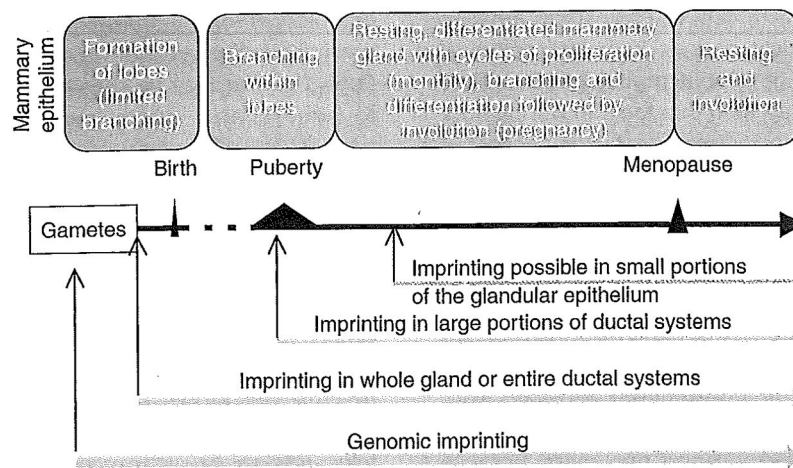 Mammary
epithelium
Formation
of lobes
(limited
branching)
Branching
within
lobes
Resting, differentiated mammary
gland with cycles of proliferation
(monthly), branching and
differentiation followed by
involution (pregnancy)
Resting
and
involution
Birth
Puberty
Menopause
Gametes
Imprinting possible in small portions
of the glandular epithelium
Imprinting in large portions of ductal systems
Imprinting in whole gland or entire ductal systems
Genomic imprinting